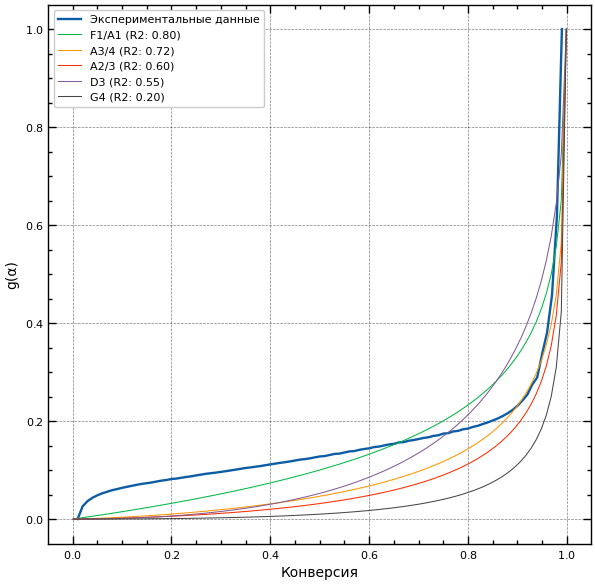 Экспериментальные данные
F1/A1 (R2: 0.80)
A3/4 (R2: 0.72)
A2/3 (R2: 0.60)
D3 (R2: 0.55)
G4 (R2: 0.20)
1.0
0.8
0.6
0.4
0.2
0.0
g(α)
0.0 0.2 0.4 0.6 0.8 1.0
Конверсия